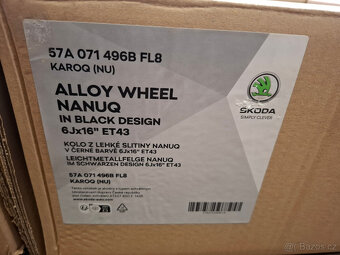 57A 071 496B FL8
KAROQ (NU)
ALLOY WHEEL
NANUQ
IN BLACK DESIGN
6Jx16" ET43
ŠKODA
SIMPLY CLEVER
KOLO Z LEHKÉ SLITINY NANUQ
V ČERNÉ BARVĚ 6Jx16" ET43
LEICHTMETALLFELGE NANUQ
IM SCHWARZEN DESIGN 6Jx16" ET43
57A 071 496B FL8
KAROQ (NU)